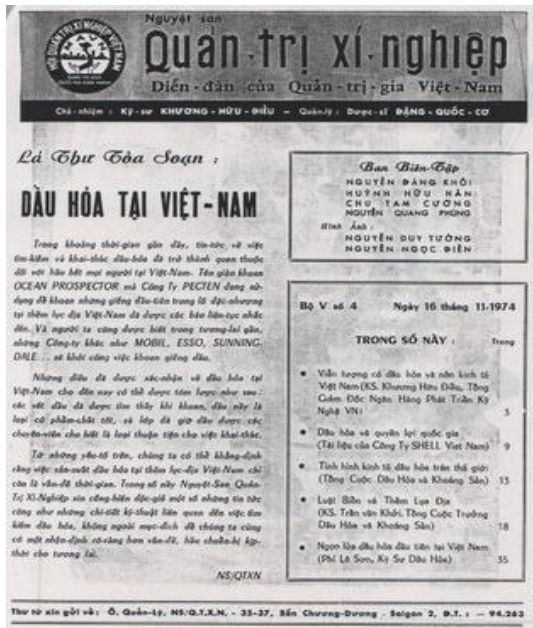 HỘI QUẢN TRỊ XÍ NGHIỆP VIỆT NAM
Nguyệt san
Quản-trị xí-nghiệp
Diễn-đàn của Quản-trị-gia Việt-Nam
Chủ-nhiệm : Kỹ-sư KHƯƠNG-HỮU-ĐIỀU — Quản-lý : Dược-sĩ ĐẶNG-QUỐC-CƠ
Lá Thư Tòa Soạn :
DẦU HỎA TẠI VIỆT-NAM
Trong khoảng thời-gian gần đây, tin-tức về việc
tìm-kiếm và khai-thác dầu-hỏa đã trở thành quen thuộc
đối với hầu hết mọi người tại Việt-Nam. Tên giàn khoan
OCEAN PROSPECTOR mà Công Ty PECTEN đang sử-
dụng để khoan những giếng đầu-tiên trong lô đặc-nhượng
tại thềm lục địa Việt-Nam đã được các báo liên-tục nhắc
đến. Và người ta cũng được biết trong tương-lai gần,
những Công-ty khác như MOBIL, ESSO, SUNNING-
DALE... sẽ khởi công việc khoan giếng dầu.
Những điều đã được xác-nhận về dầu hỏa tại
Việt-Nam cho đến nay có thể được tóm lược như sau :
các vết dầu đã được tìm thấy khi khoan, dầu này là
loại có phẩm-chất tốt, và lớp đá giữ dầu được các
chuyên-viên cho biết là loại thuận tiện cho việc khai-thác.
Từ những yếu-tố trên, chúng ta có thể khẳng-định
rằng việc sản-xuất dầu hỏa tại thềm lục-địa Việt-Nam chỉ
còn là vấn-đề thời-gian. Trong số này Nguyệt-San Quản-
Trị Xí-Nghiệp xin cống-hiến độc-giả một số những tin tức
cũng như những chi-tiết kỹ-thuật liên quan đến việc tìm
kiếm dầu hỏa, không ngoài mục-đích để chúng ta cùng
có một nhận-định rõ-ràng hơn vấn-đề, hầu chuẩn-bị kịp-
thời cho tương lai.
NS/QTXN
Ban Biên-Tập
NGUYỄN ĐĂNG KHÔI
HUỲNH HỮU HÂN
CHU TAM CƯỜNG
NGUYỄN QUANG PHÙNG
Hình Ảnh :
NGUYỄN DUY TƯỜNG
NGUYỄN NGỌC DIÊN
Bộ V số 4 Ngày 16 tháng 11-1974
TRONG SỐ NÀY : Trang
• Viễn tượng có dầu hỏa và nền kinh tế
Việt Nam (KS. Khương Hữu Điểu, Tổng
Giám Đốc Ngân Hàng Phát Triển Kỹ
Nghệ VN) 3
• Dầu hỏa và quyền lợi quốc gia
(Tài liệu của Công Ty SHELL Viet Nam) 9
• Tình hình kinh tế dầu hỏa trên thế giới
(Tổng Cuộc Dầu Hỏa và Khoáng Sản) 13
• Luật Biển và Thềm Lục Địa
(KS. Trần văn Khởi, Tổng Cuộc Trưởng
Dầu Hỏa và Khoáng Sản) 18
• Ngọn lửa dầu hỏa đầu tiên tại Việt Nam
(Phí Lê Sơn, Kỹ Sư Dầu Hỏa) 35
Thư từ xin gửi về : Ô. Quản-Lý, NS/Q.T.X.N. - 35-37, Bến Chương-Dương - Saigon 2, Đ.T. : — 94.263